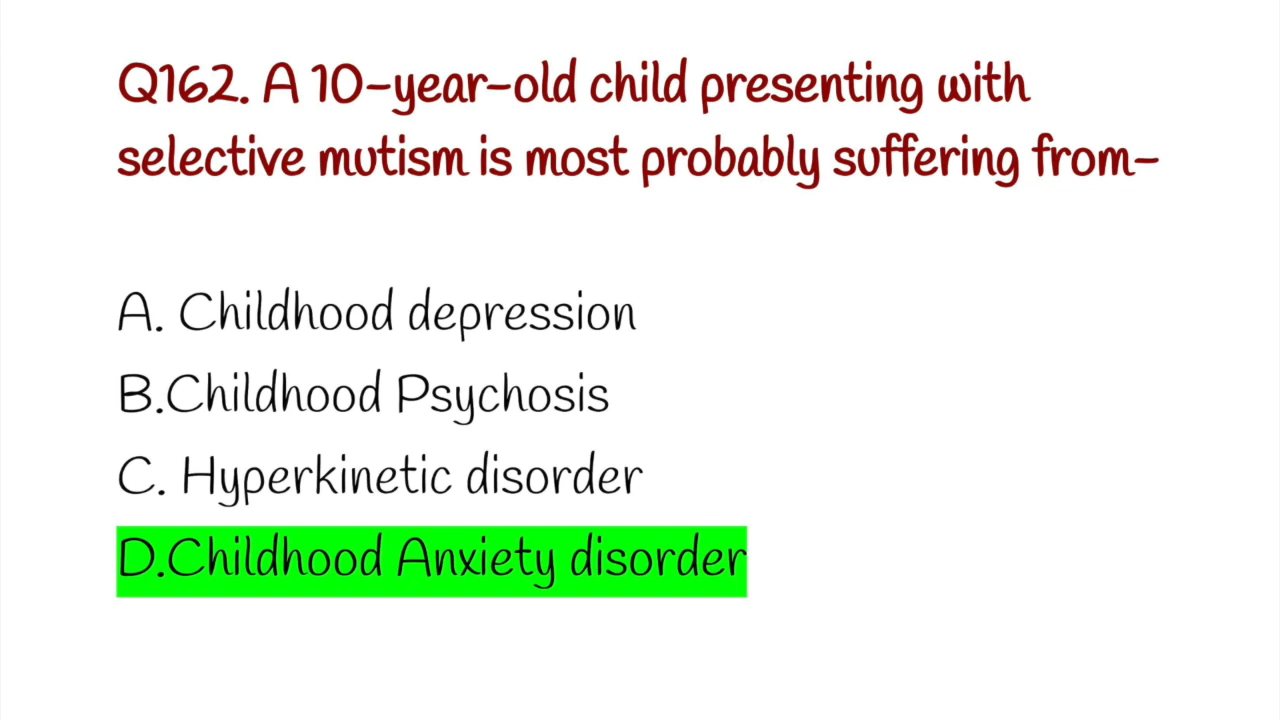 Q162. A 10-year-old child presenting with
selective mutism is most probably suffering from-
A. Childhood depression
B.Childhood Psychosis
C. Hyperkinetic disorder
D.Childhood Anxiety disorder